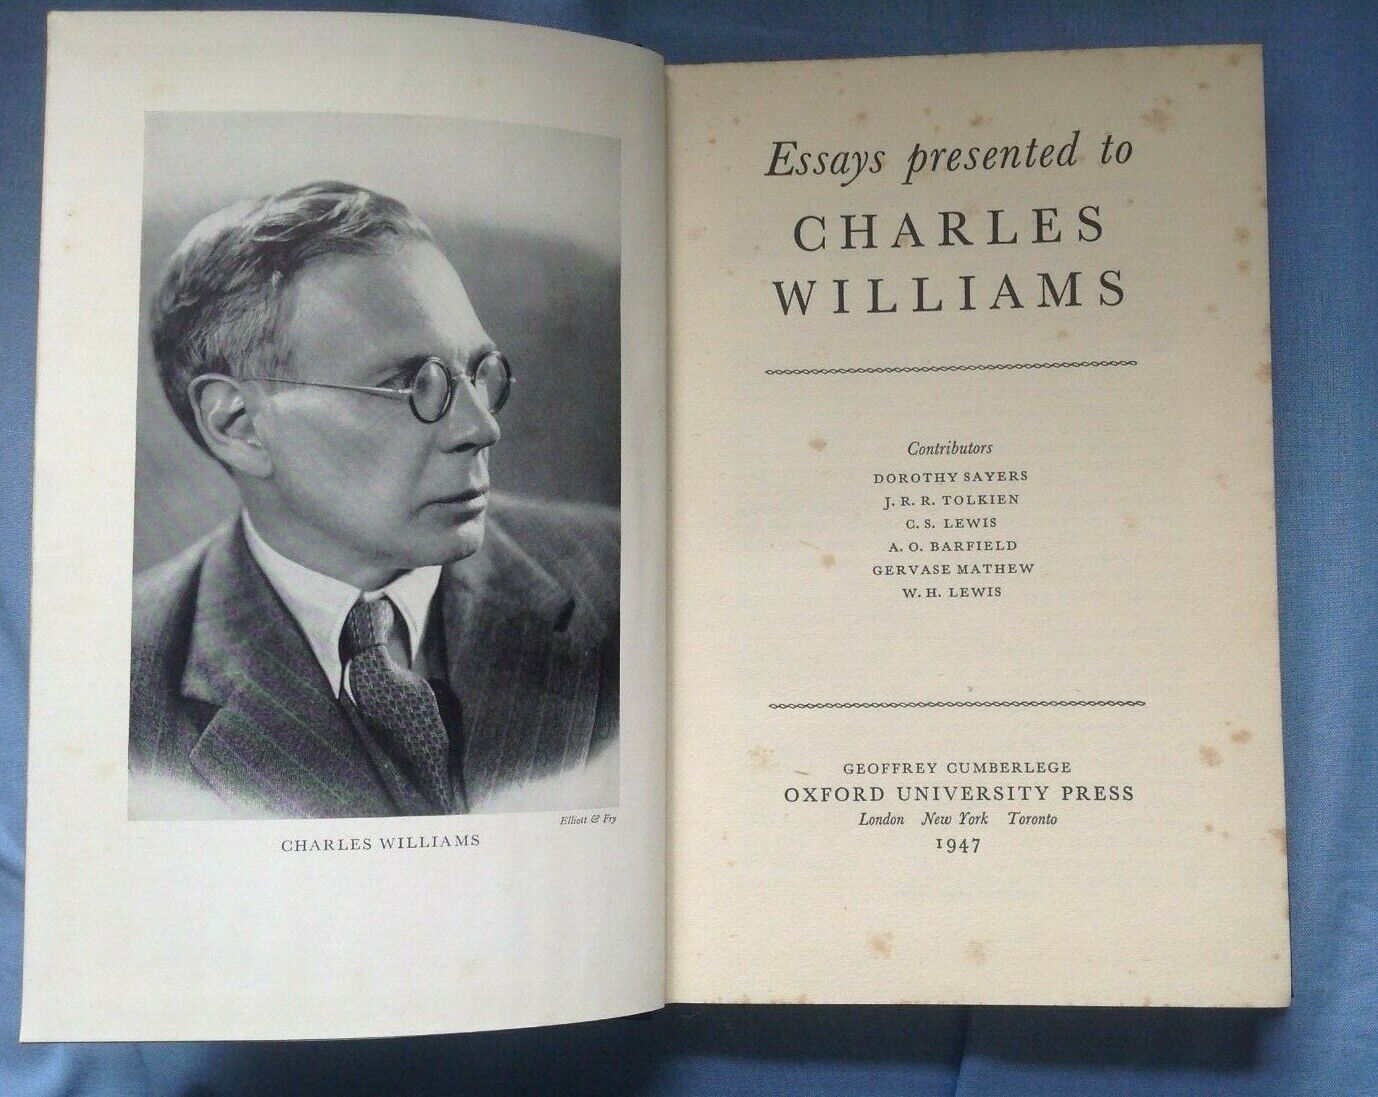 Elliott & Fry
CHARLES WILLIAMS
Essays presented to
CHARLES
WILLIAMS
Contributors
DOROTHY SAYERS
J. R. R. TOLKIEN
C. S. LEWIS
A. O. BARFIELD
GERVASE MATHEW
W. H. LEWIS
GEOFFREY CUMBERLEGE
OXFORD UNIVERSITY PRESS
London New York Toronto
1947